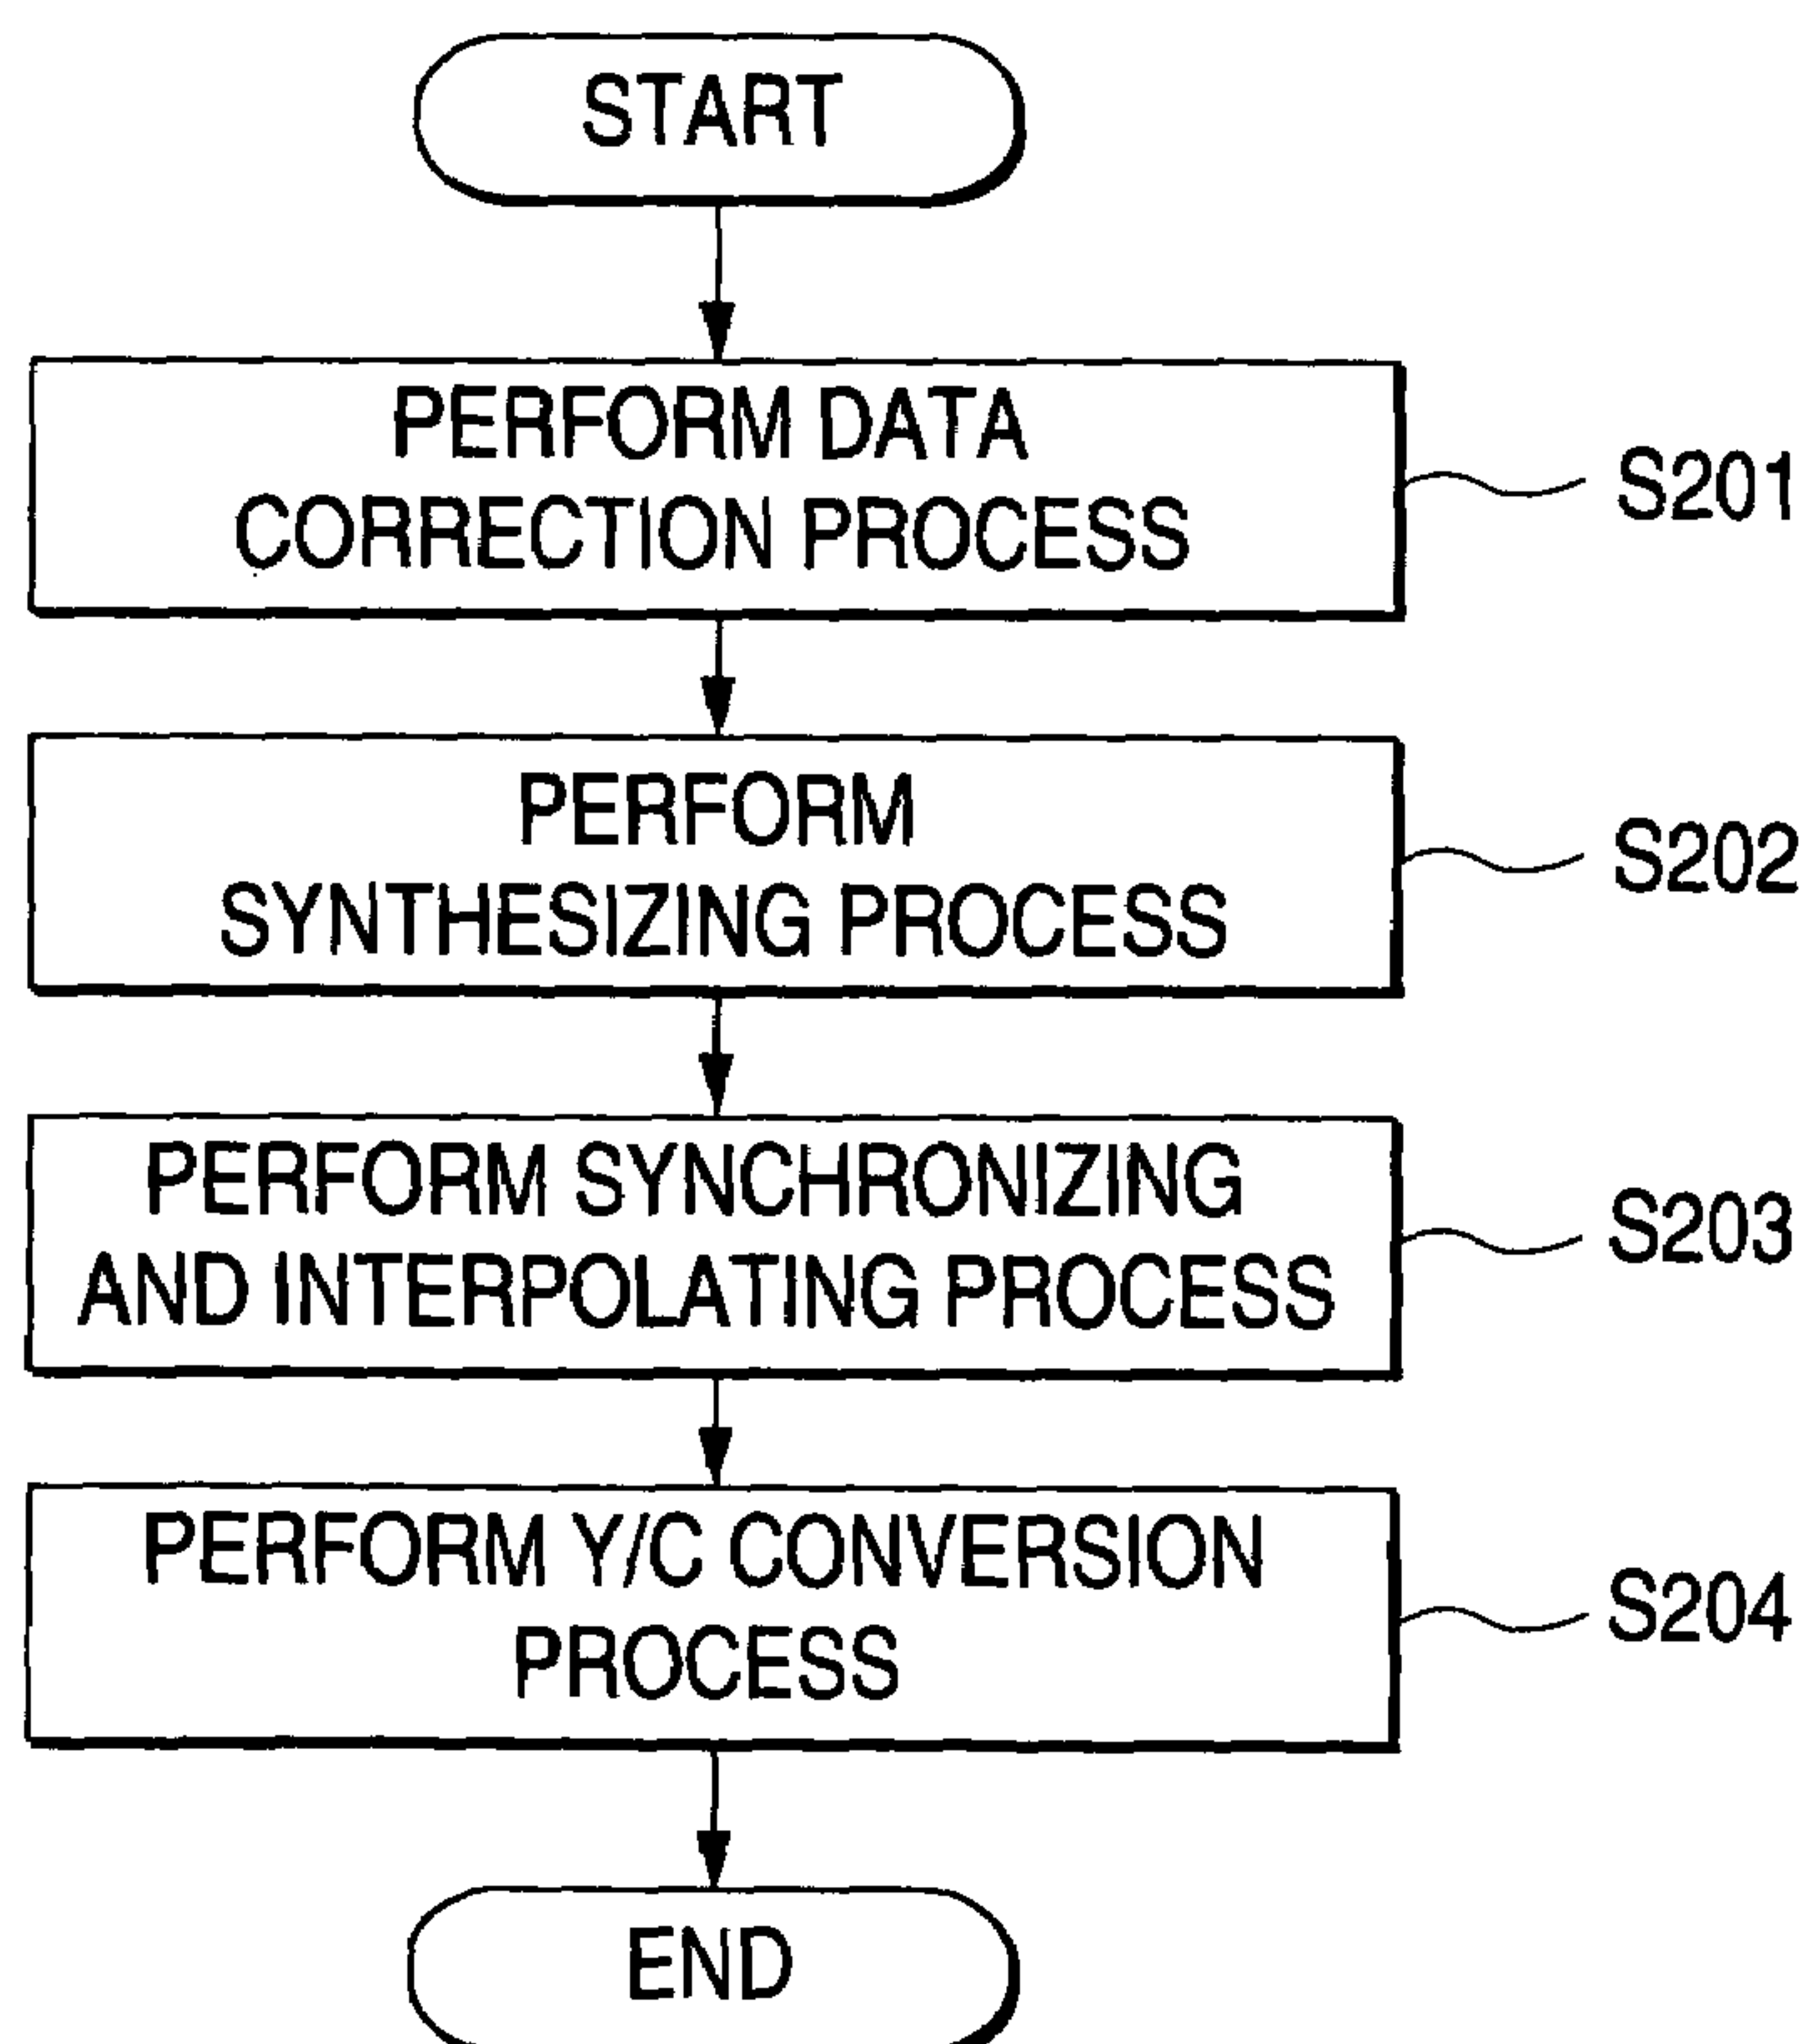 START
PERFORM DATA
CORRECTION PROCESS
S201
PERFORM
SYNTHESIZING PROCESS
S202
PERFORM SYNCHRONIZING
AND INTERPOLATING PROCESS
S203
PERFORM Y/C CONVERSION
PROCESS
S204
END